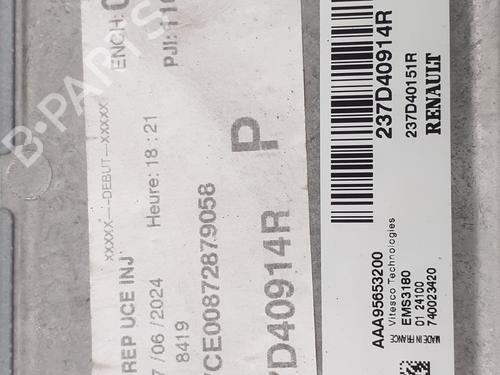 XXXXX--DEBUT--XXXXX
ENCH:
REP UCE INJ
/06/2024 Heure: 18:21
PJI:
8419
P
CE00872879058
D40914R
237D40914R
237D40151R
RENAULT
AAA95653200
Vitesco Technologies
EMS3180
01 24100
740023420
MADE IN FRANCE
B-PARTS